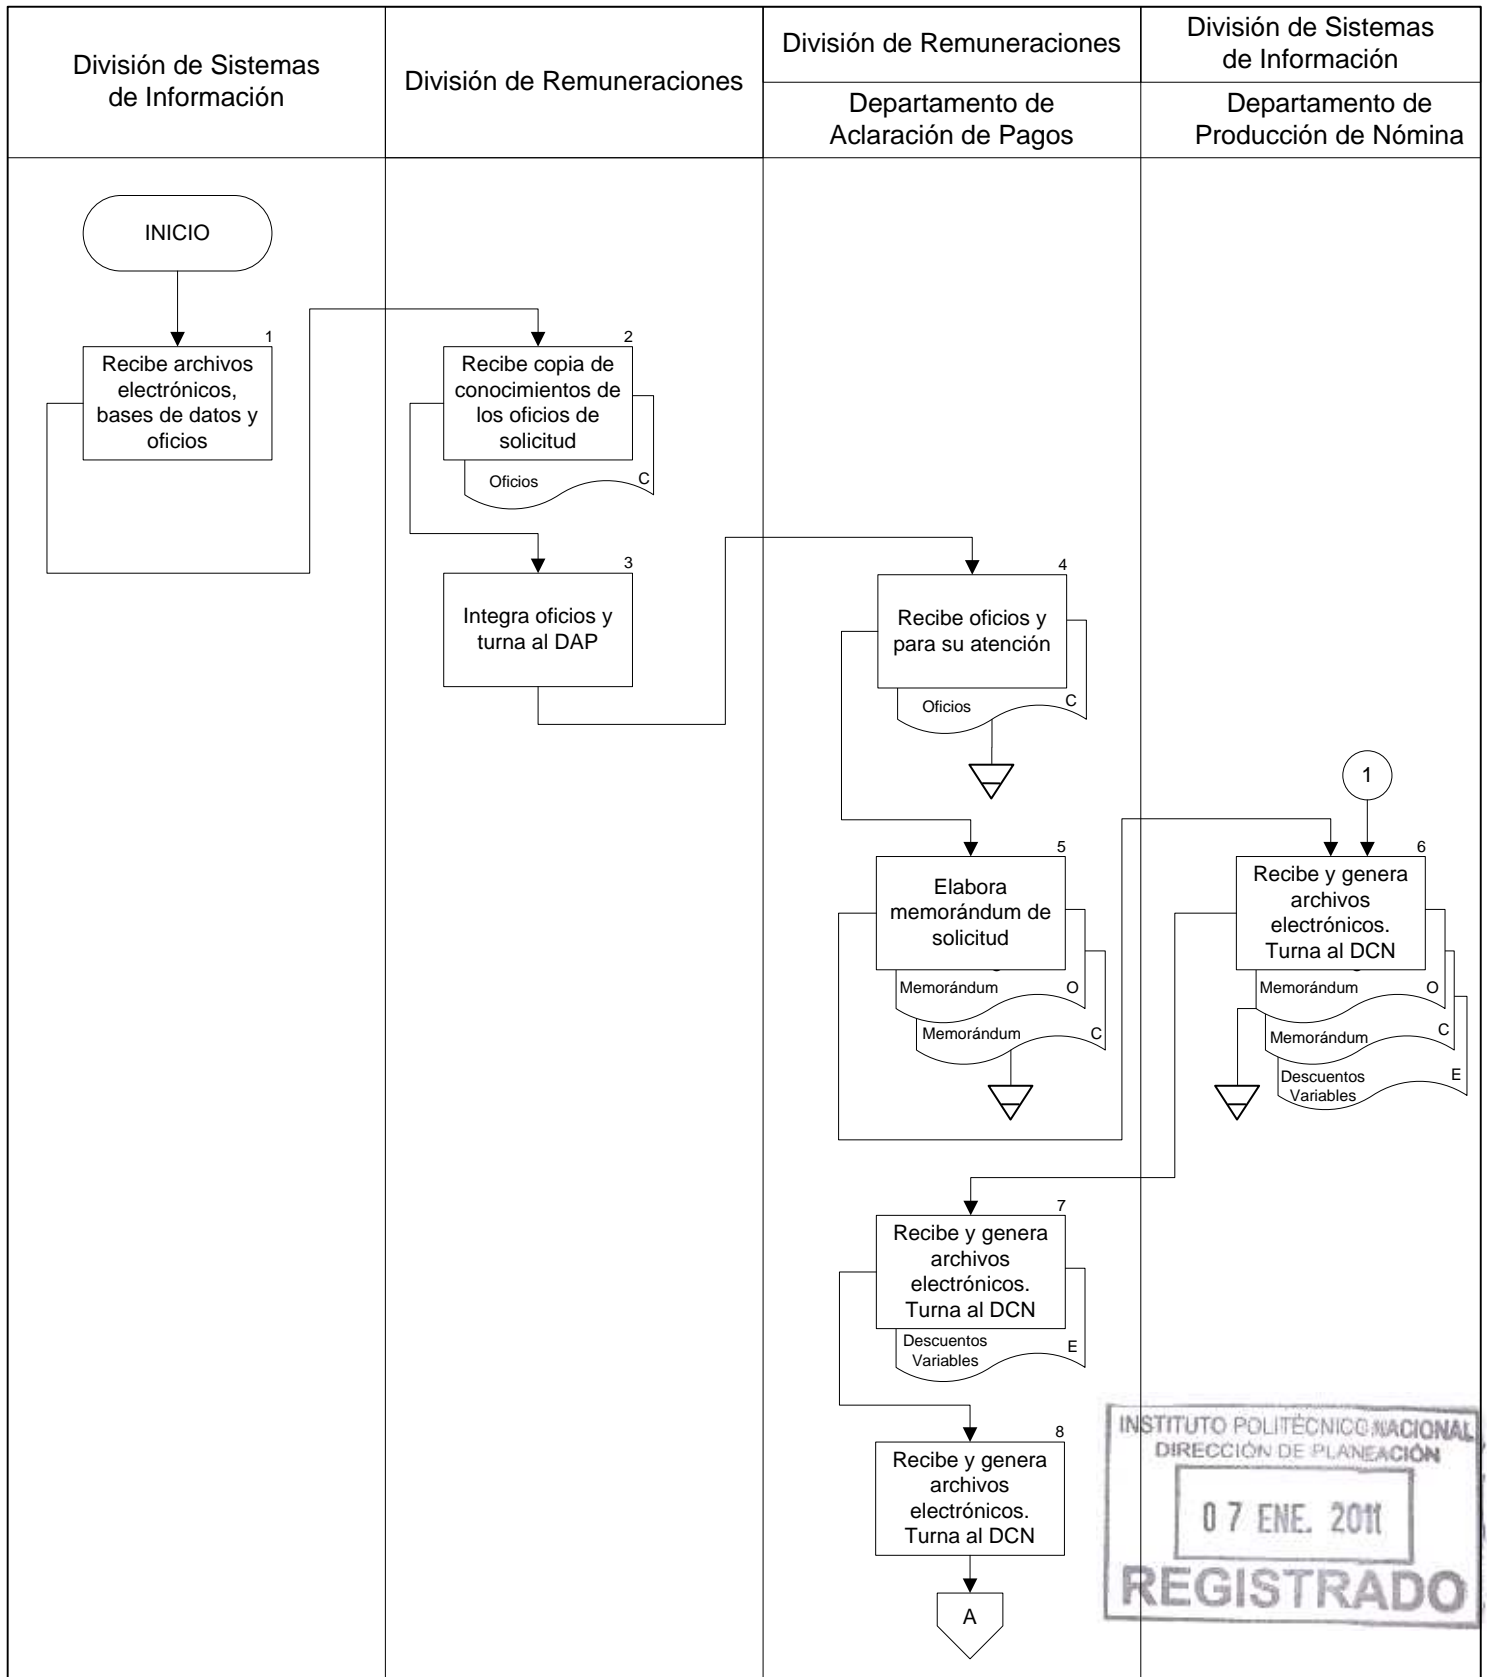 División de Sistemas
de Información
División de Remuneraciones
División de Remuneraciones
Departamento de
Aclaración de Pagos
División de Sistemas
de Información
Departamento de
Producción de Nómina
INICIO
1
Recibe archivos
electrónicos,
bases de datos y
oficios
2
Recibe copia de
conocimientos de
los oficios de
solicitud
Oficios
C
3
Integra oficios y
turna al DAP
4
Recibe oficios y
para su atención
Oficios
C
1
5
Elabora
memorándum de
solicitud
Memorándum
O
Memorándum
C
6
Recibe y genera
archivos
electrónicos.
Turna al DCN
Memorándum
O
Memorándum
C
Descuentos
Variables
E
7
Recibe y genera
archivos
electrónicos.
Turna al DCN
Descuentos
Variables
E
8
Recibe y genera
archivos
electrónicos.
Turna al DCN
A
INSTITUTO POLITÉCNICO NACIONAL
DIRECCIÓN DE PLANEACIÓN
07 ENE. 2011
REGISTRADO